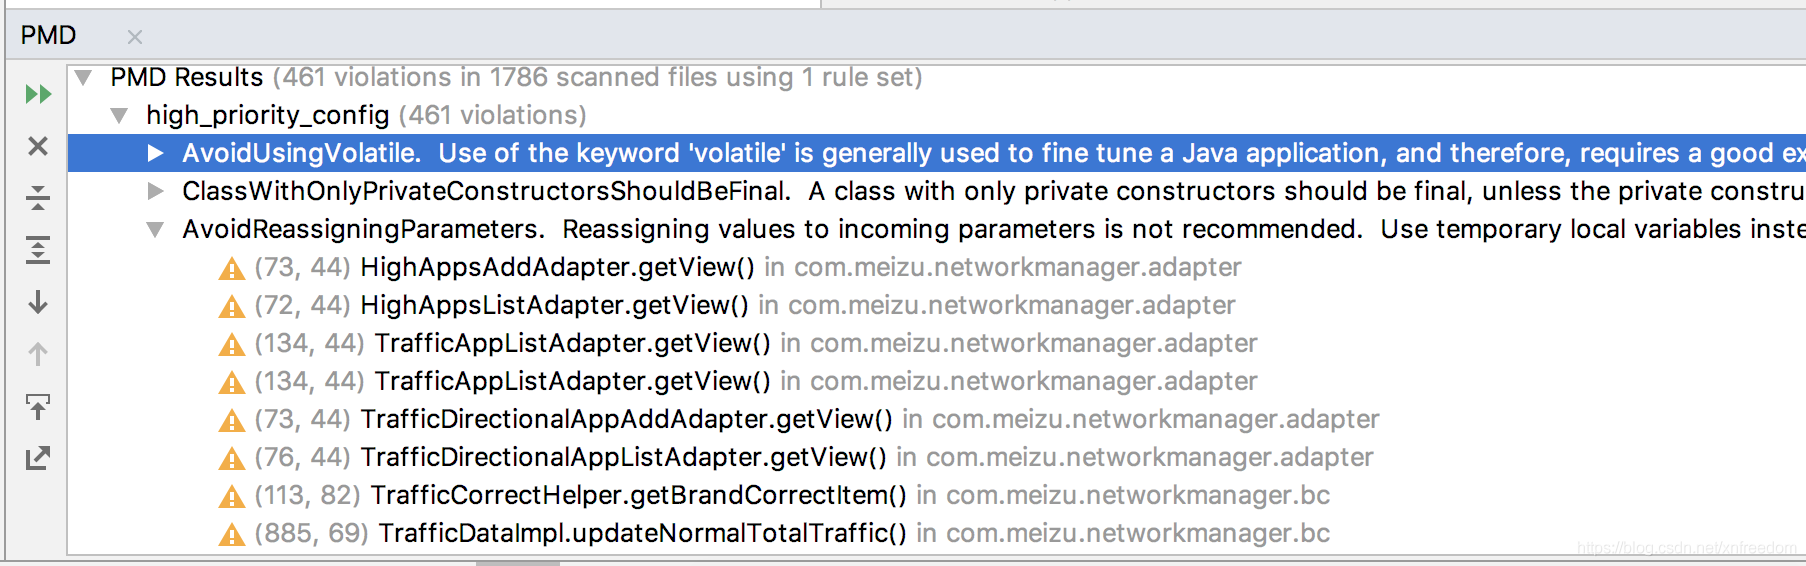 PMD
PMD Results (461 violations in 1786 scanned files using 1 rule set)
high_priority_config (461 violations)
AvoidUsingVolatile. Use of the keyword 'volatile' is generally used to fine tune a Java application, and therefore, requires a good ex
ClassWithOnlyPrivateConstructorsShouldBeFinal. A class with only private constructors should be final, unless the private constru
AvoidReassigningParameters. Reassigning values to incoming parameters is not recommended. Use temporary local variables inste
(73, 44) HighAppsAddAdapter.getView() in com.meizu.networkmanager.adapter
(72, 44) HighAppsListAdapter.getView() in com.meizu.networkmanager.adapter
(134, 44) TrafficAppListAdapter.getView() in com.meizu.networkmanager.adapter
(134, 44) TrafficAppListAdapter.getView() in com.meizu.networkmanager.adapter
(73, 44) TrafficDirectionalAppAddAdapter.getView() in com.meizu.networkmanager.adapter
(76, 44) TrafficDirectionalAppListAdapter.getView() in com.meizu.networkmanager.adapter
(113, 82) TrafficCorrectHelper.getBrandCorrectItem() in com.meizu.networkmanager.bc
(885, 69) TrafficDataImpl.updateNormalTotalTraffic() in com.meizu.networkmanager.bc
https://blog.csdn.net/xnfreedom